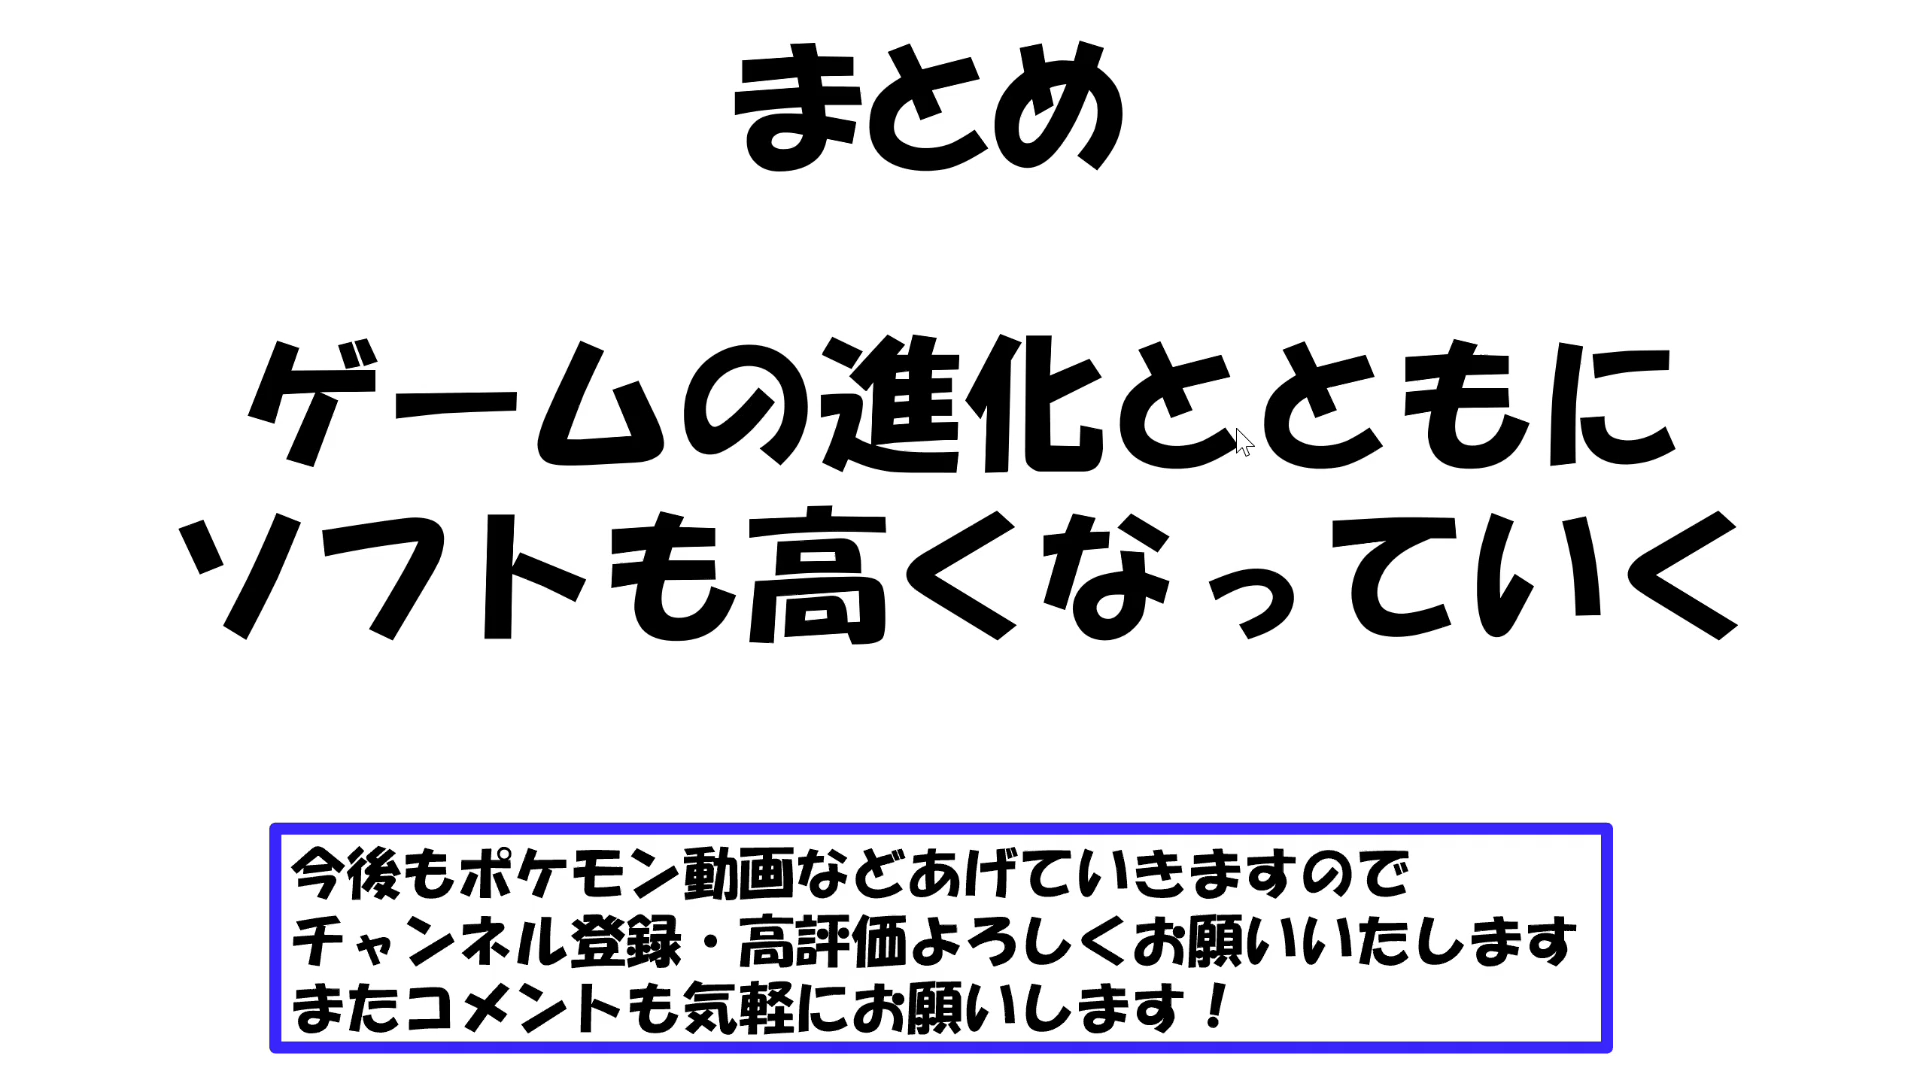 まとめ
ゲームの進化とともに
ソフトも高くなっていく
今後もポケモン動画などあげていきますので
チャンネル登録・高評価よろしくお願いいたします
またコメントも気軽にお願いします！